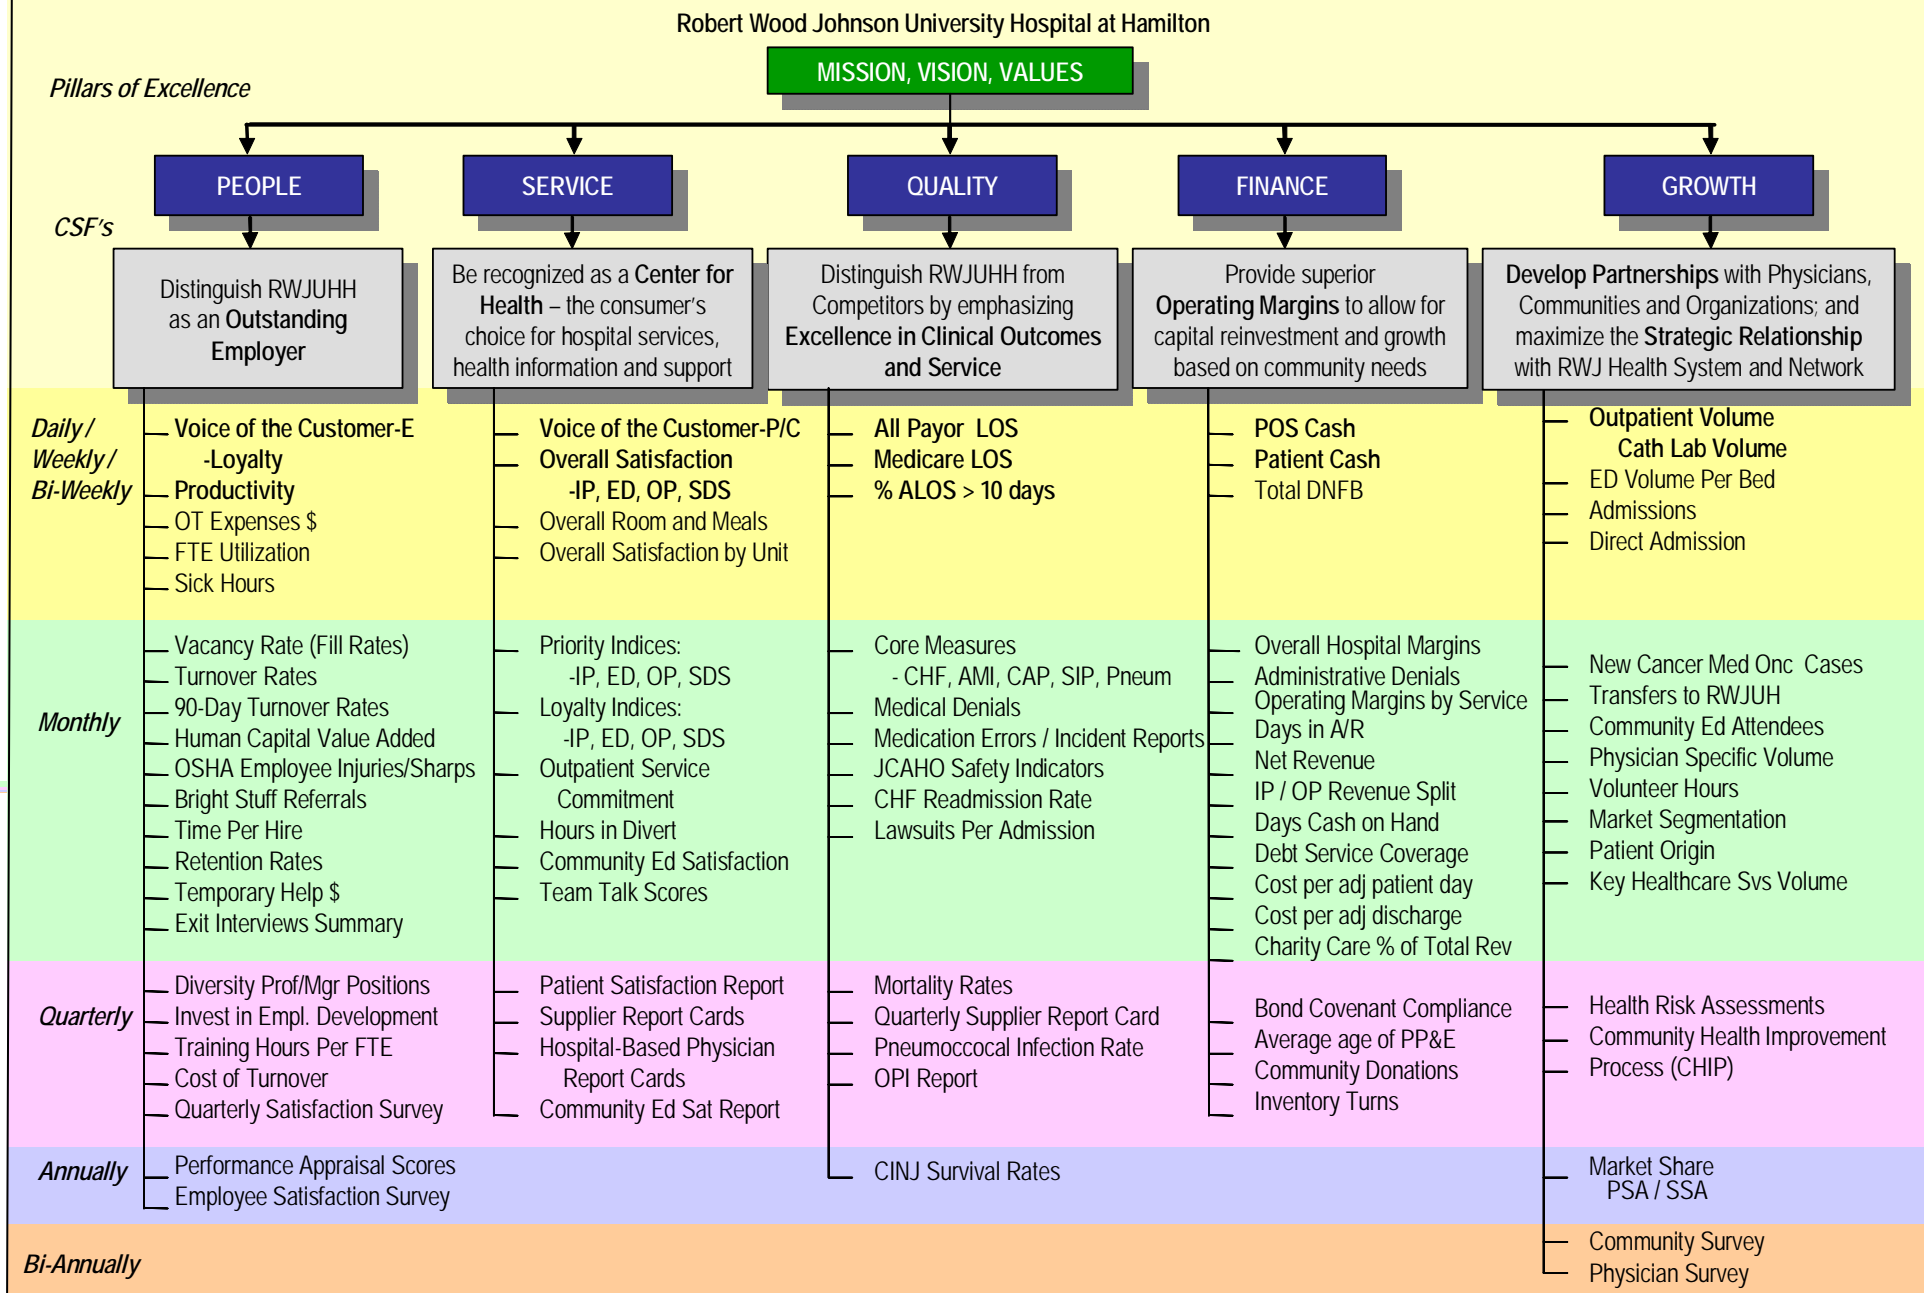 Robert Wood Johnson University Hospital at Hamilton
MISSION, VISION, VALUES
Pillars of Excellence
PEOPLE
SERVICE
QUALITY
FINANCE
GROWTH
CSF's
Distinguish RWJUHH
as an Outstanding
Employer
Be recognized as a Center for
Health – the consumer's
choice for hospital services,
health information and support
Distinguish RWJUHH from
Competitors by emphasizing
Excellence in Clinical Outcomes
and Service
Provide superior
Operating Margins to allow for
capital reinvestment and growth
based on community needs
Develop Partnerships with Physicians,
Communities and Organizations; and
maximize the Strategic Relationship
with RWJ Health System and Network
Daily /
Weekly /
Bi-Weekly
Voice of the Customer-E
-Loyalty
Productivity
OT Expenses $
FTE Utilization
Sick Hours
Voice of the Customer-P/C
Overall Satisfaction
-IP, ED, OP, SDS
Overall Room and Meals
Overall Satisfaction by Unit
All Payor LOS
Medicare LOS
% ALOS > 10 days
POS Cash
Patient Cash
Total DNFB
Outpatient Volume
Cath Lab Volume
ED Volume Per Bed
Admissions
Direct Admission
Monthly
Vacancy Rate (Fill Rates)
Turnover Rates
90-Day Turnover Rates
Human Capital Value Added
OSHA Employee Injuries/Sharps
Bright Stuff Referrals
Time Per Hire
Retention Rates
Temporary Help $
Exit Interviews Summary
Priority Indices:
-IP, ED, OP, SDS
Loyalty Indices:
-IP, ED, OP, SDS
Outpatient Service
Commitment
Hours in Divert
Community Ed Satisfaction
Team Talk Scores
Core Measures
- CHF, AMI, CAP, SIP, Pneum
Medical Denials
Medication Errors / Incident Reports
JCAHO Safety Indicators
CHF Readmission Rate
Lawsuits Per Admission
Overall Hospital Margins
Administrative Denials
Operating Margins by Service
Days in A/R
Net Revenue
IP / OP Revenue Split
Days Cash on Hand
Debt Service Coverage
Cost per adj patient day
Cost per adj discharge
Charity Care % of Total Rev
New Cancer Med Onc Cases
Transfers to RWJUH
Community Ed Attendees
Physician Specific Volume
Volunteer Hours
Market Segmentation
Patient Origin
Key Healthcare Svs Volume
Quarterly
Diversity Prof/Mgr Positions
Invest in Empl. Development
Training Hours Per FTE
Cost of Turnover
Quarterly Satisfaction Survey
Patient Satisfaction Report
Supplier Report Cards
Hospital-Based Physician
Report Cards
Community Ed Sat Report
Mortality Rates
Quarterly Supplier Report Card
Pneumoccocal Infection Rate
OPI Report
Bond Covenant Compliance
Average age of PP&E
Community Donations
Inventory Turns
Health Risk Assessments
Community Health Improvement
Process (CHIP)
Annually
Performance Appraisal Scores
Employee Satisfaction Survey
CINJ Survival Rates
Market Share
PSA / SSA
Bi-Annually
Community Survey
Physician Survey